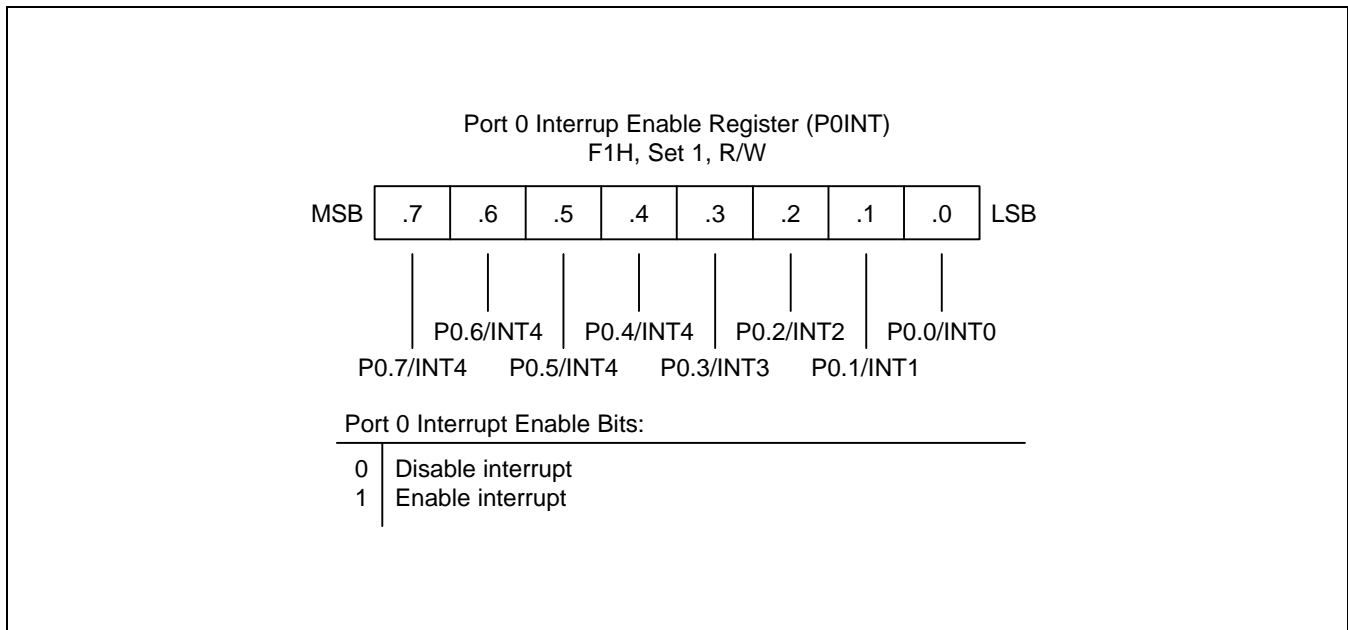 Port 0 Interrup Enable Register (P0INT)
F1H, Set 1, R/W
MSB .7 .6 .5 .4 .3 .2 .1 .0 LSB
P0.6/INT4 P0.4/INT4 P0.2/INT2 P0.0/INT0
P0.7/INT4 P0.5/INT4 P0.3/INT3 P0.1/INT1
Port 0 Interrupt Enable Bits:
0 Disable interrupt
1 Enable interrupt